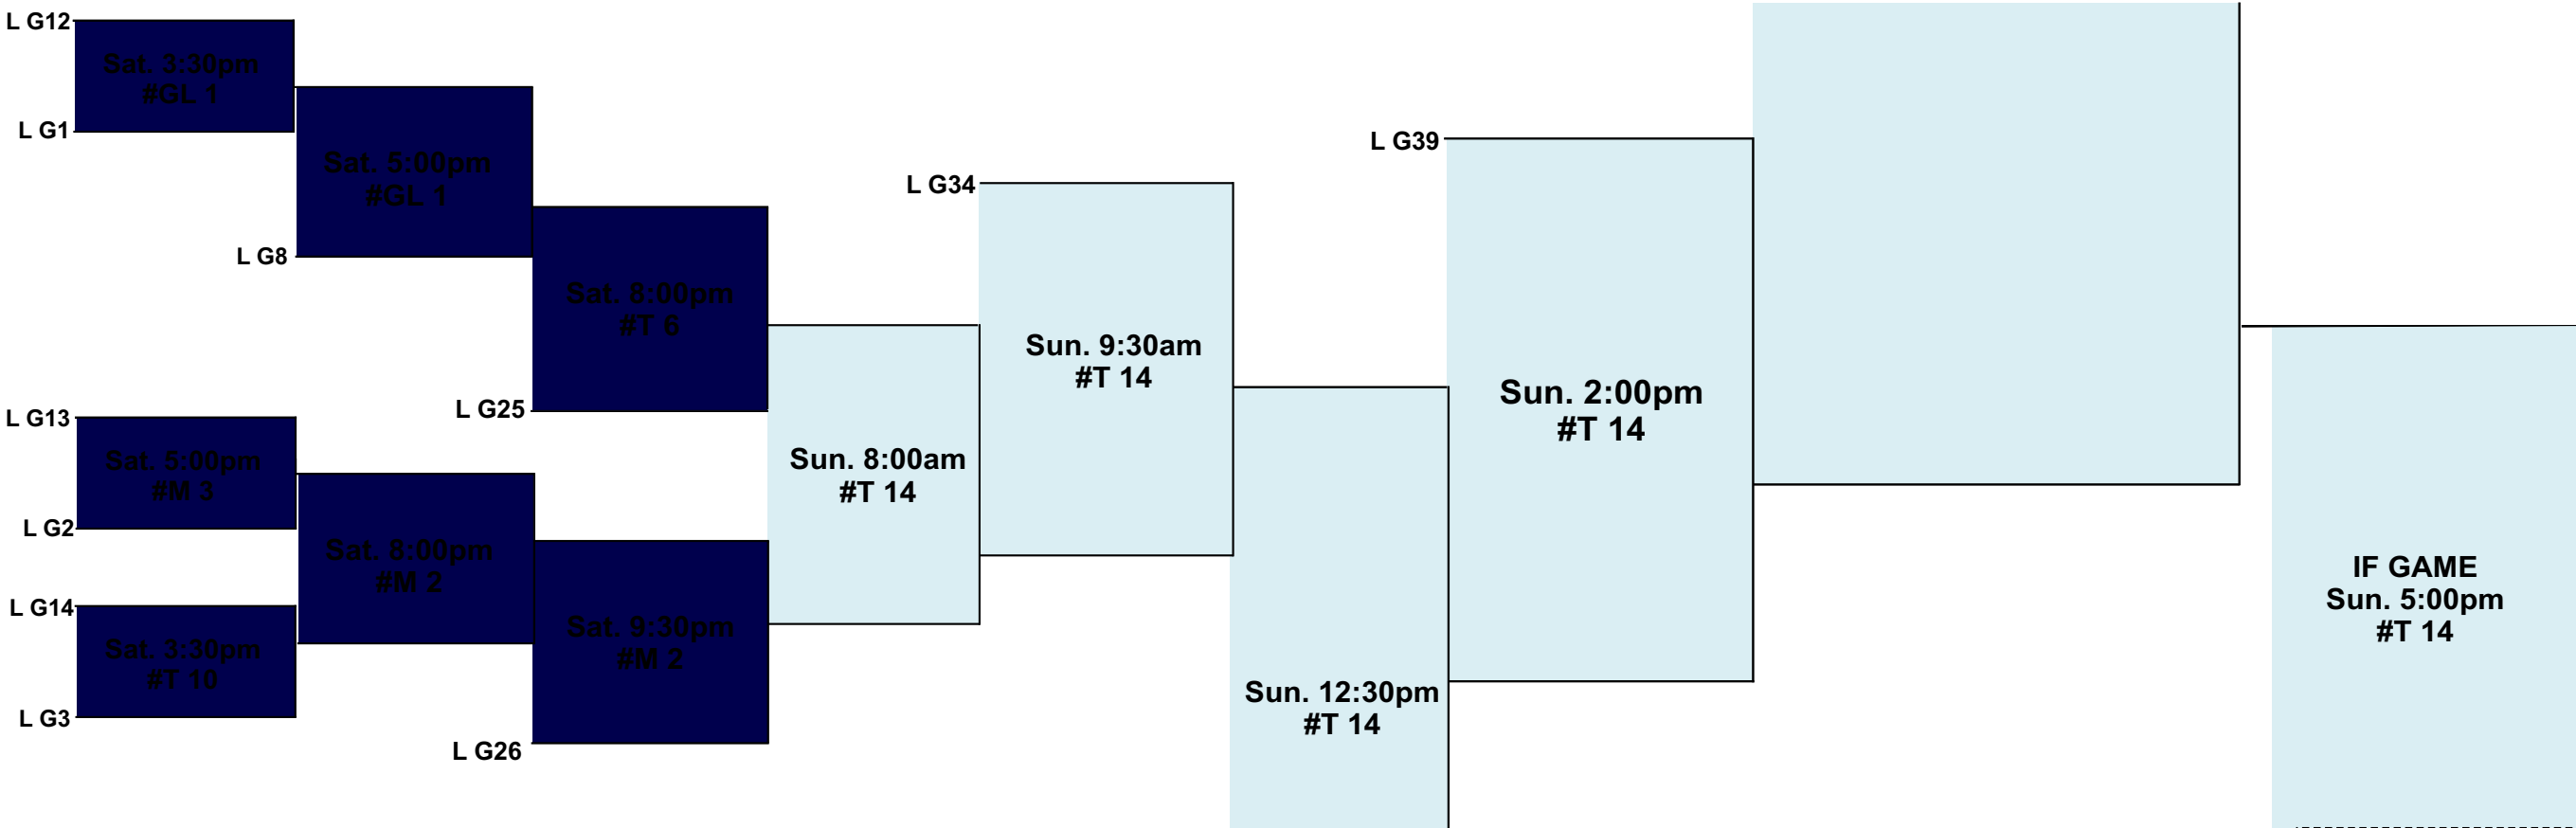 L G12
Sat. 3:30pm
#GL 1
L G1
Sat. 5:00pm
#GL 1
L G8
Sat. 8:00pm
#T 6
L G25
L G13
Sat. 5:00pm
#M 3
L G2
Sat. 8:00pm
#M 2
L G14
Sat. 3:30pm
#T 10
L G3
Sat. 9:30pm
#M 2
L G26
Sun. 8:00am
#T 14
L G34
Sun. 9:30am
#T 14
Sun. 12:30pm
#T 14
L G39
Sun. 2:00pm
#T 14
IF GAME
Sun. 5:00pm
#T 14